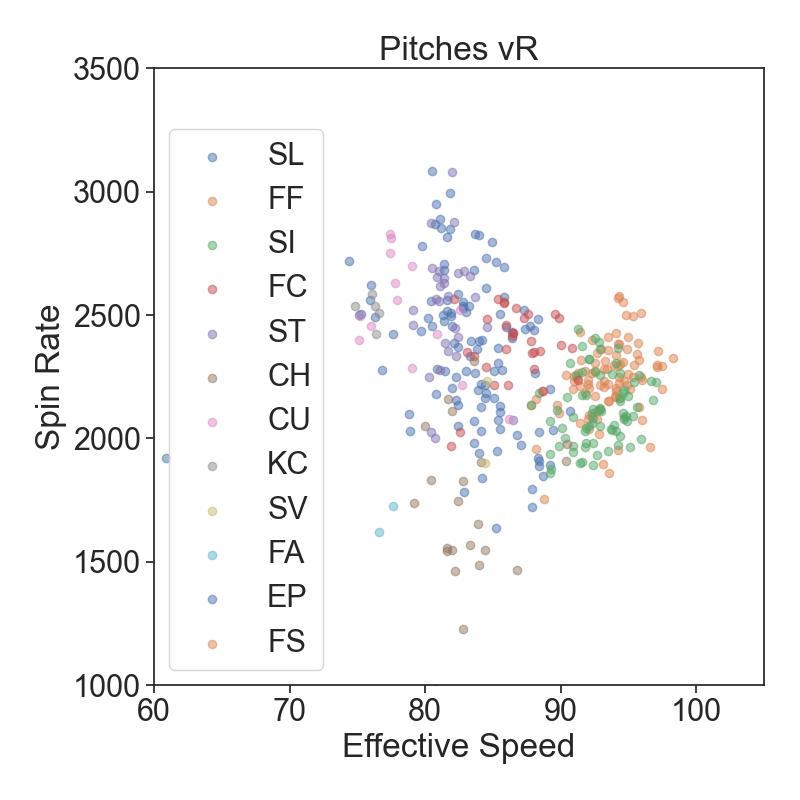 Pitches vR
3500
3000
2500
2000
1500
1000
Spin Rate
SL
FF
SI
FC
ST
CH
CU
KC
SV
FA
EP
FS
60 70 80 90 100
Effective Speed